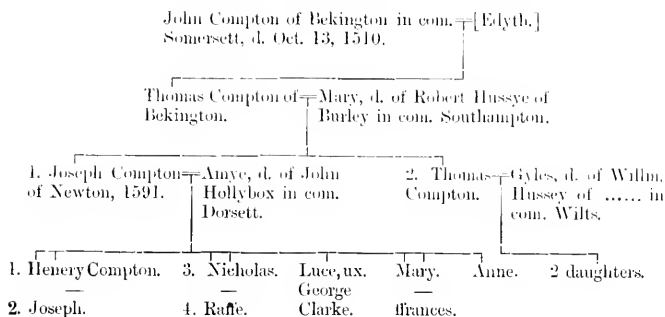 John Compton of Bekington in com. [Edyth.]
Somersett, d. Oct. 13, 1510.
Thomas Compton of Mary, d. of Robert Hussye of
Bekington. Burley in com. Southampton.
1. Joseph Compton Amye, d. of John 2. Thomas Gyles, d. of Willm.
of Newton, 1591. Hollybox in com. Compton. Hussey of ...... in
Dorsett. com. Wilts.
1. Henery Compton. 3. Nicholas. Luce, ux. Mary. Anne. 2 daughters.
— — George —
2. Joseph. 4. Raffe. Clarke. ffrances.